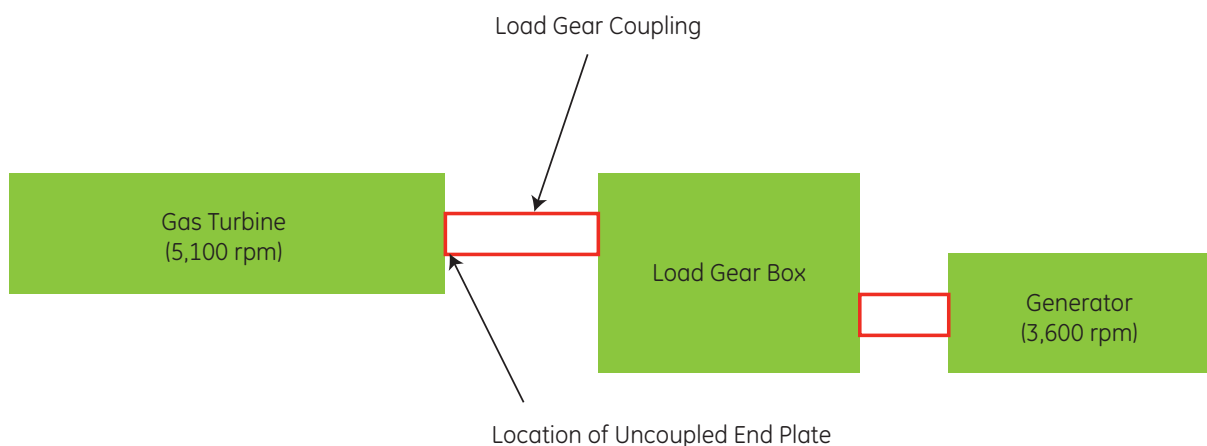 Load Gear Coupling
Gas Turbine
(5,100 rpm)
Load Gear Box
Generator
(3,600 rpm)
Location of Uncoupled End Plate